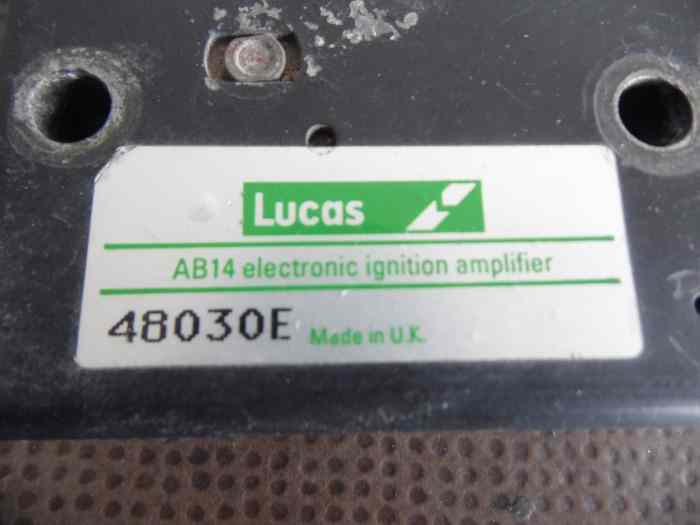 Lucas
AB14 electronic ignition amplifier
48030E Made in U.K.